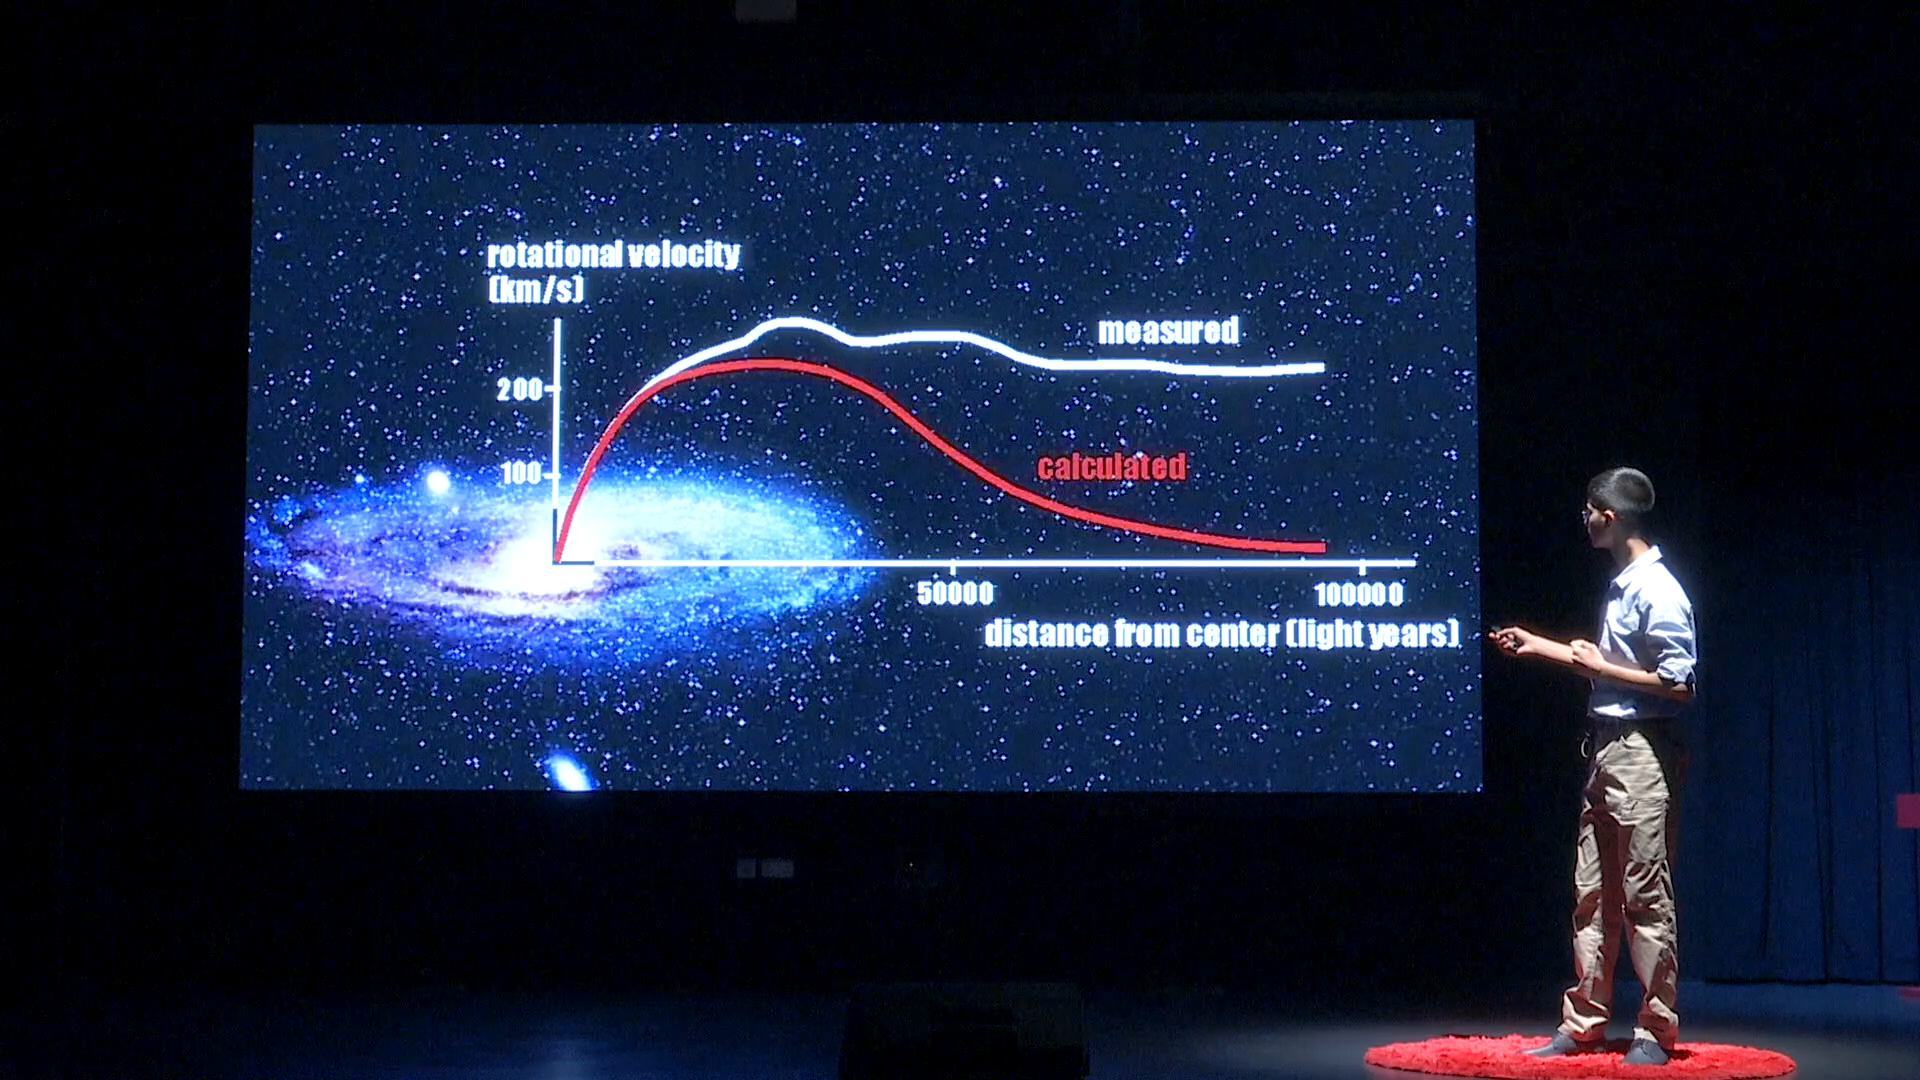 rotational velocity
(km/s)
measured
200
calculated
100
50000
100000
distance from center (light years)